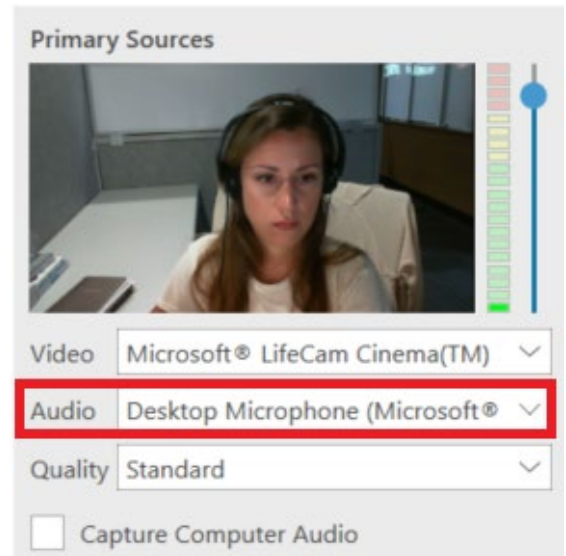 Primary Sources
Video Microsoft® LifeCam Cinema(TM)
Audio Desktop Microphone (Microsoft®
Quality Standard
Capture Computer Audio